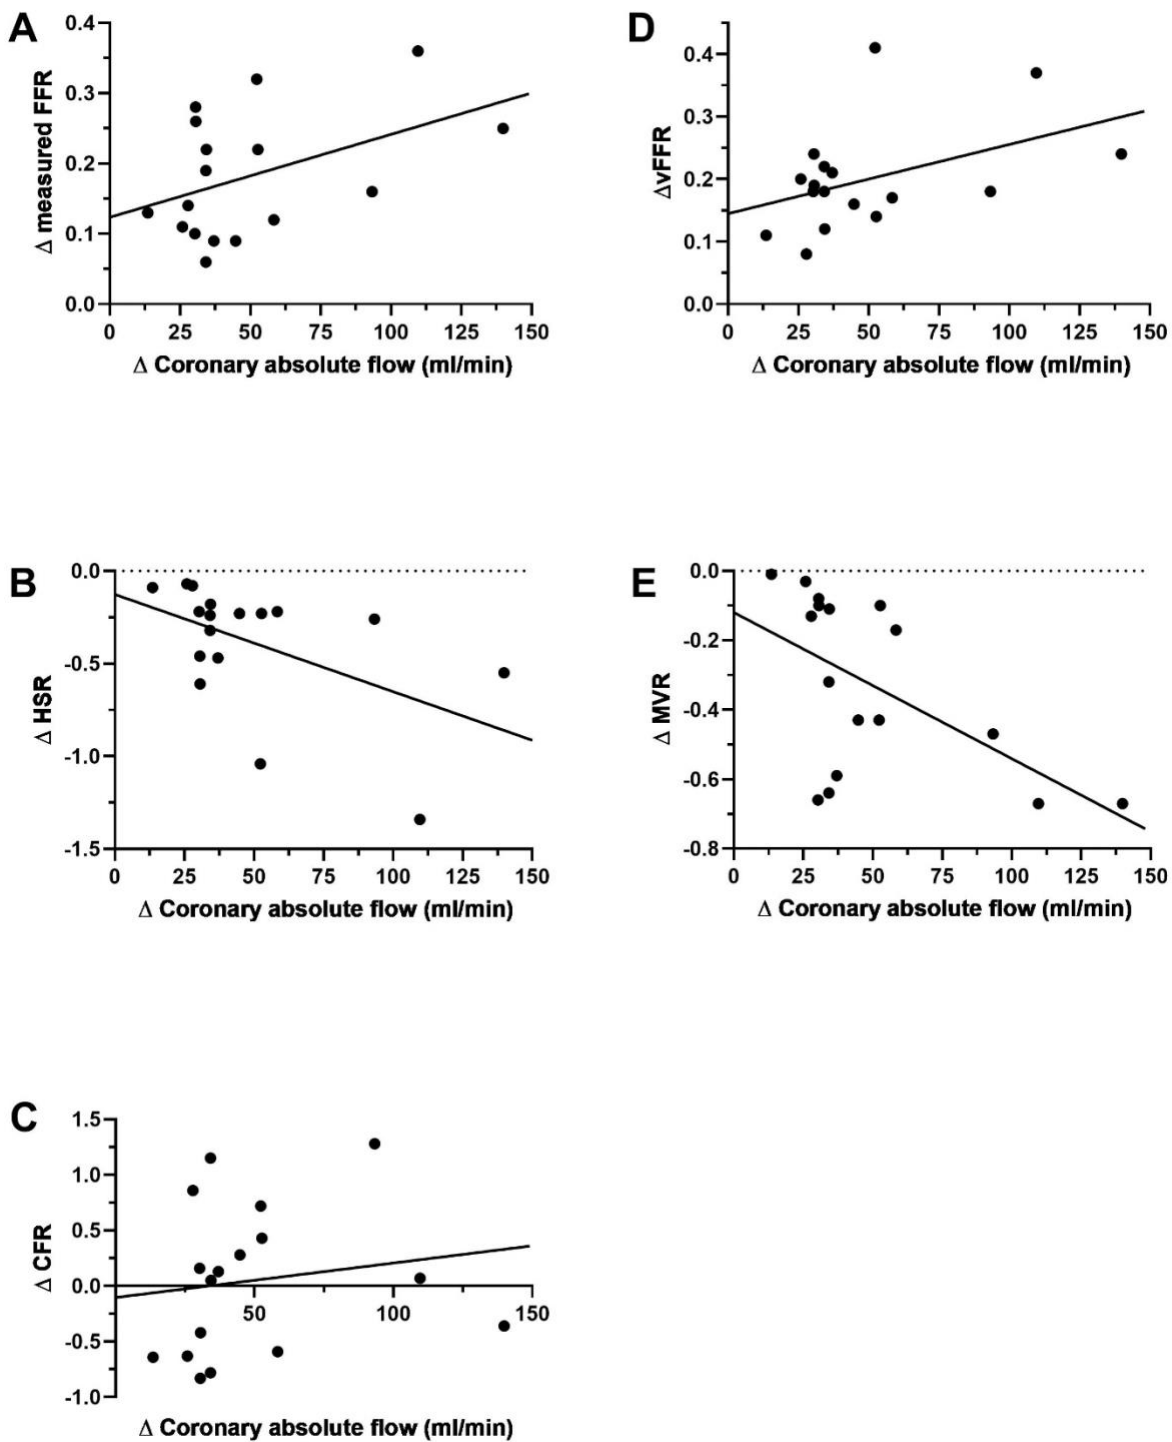 A
Δ measured FFR
0.4
0.3
0.2
0.1
0.0
0 25 50 75 100 125 150
Δ Coronary absolute flow (ml/min)
D
ΔvFFR
0.4
0.3
0.2
0.1
0.0
0 25 50 75 100 125 150
Δ Coronary absolute flow (ml/min)
B
Δ HSR
0.0
-0.5
-1.0
-1.5
0 25 50 75 100 125 150
Δ Coronary absolute flow (ml/min)
E
Δ MVR
0.0
-0.2
-0.4
-0.6
-0.8
0 25 50 75 100 125 150
Δ Coronary absolute flow (ml/min)
C
Δ CFR
1.5
1.0
0.5
0.0
-0.5
-1.0
50 100 150
Δ Coronary absolute flow (ml/min)